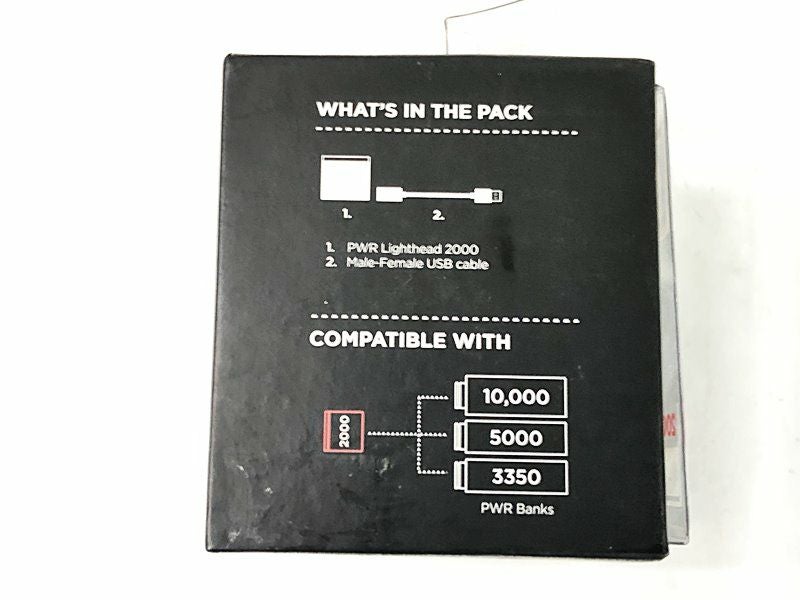 WHAT'S IN THE PACK
1.
2.
1. PWR Lighthead 2000
2. Male-Female USB cable
COMPATIBLE WITH
2000
10,000
5000
3350
PWR Banks